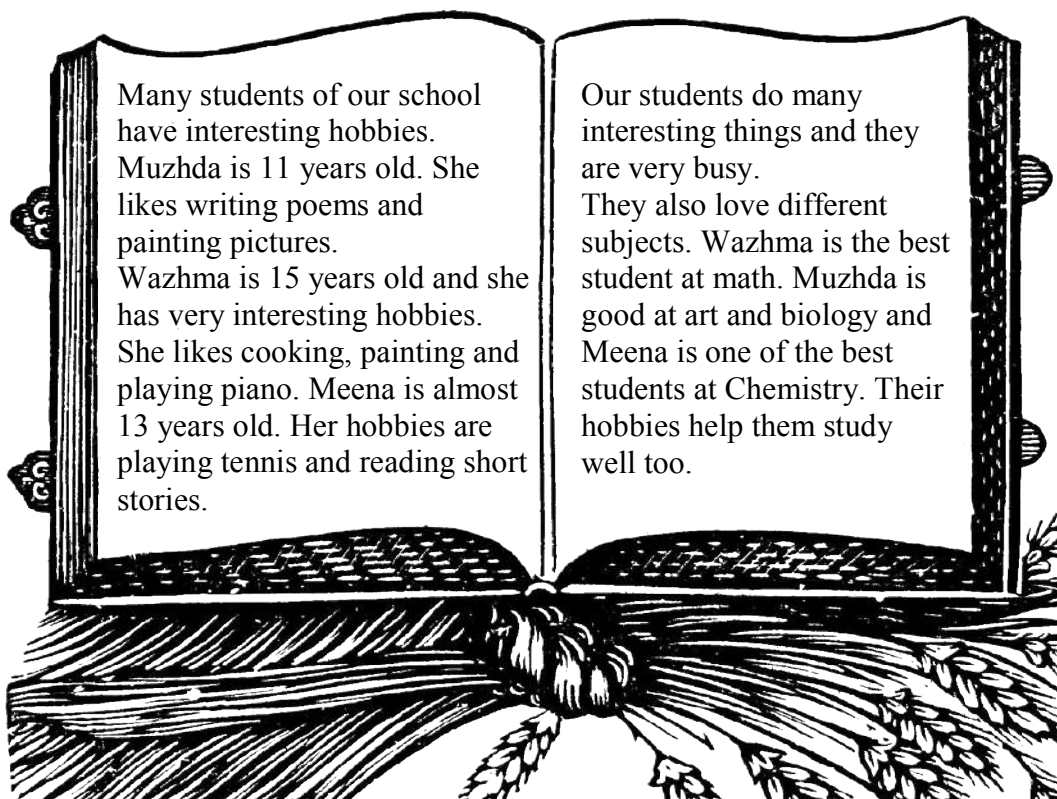 Many students of our school
have interesting hobbies.
Muzhda is 11 years old. She
likes writing poems and
painting pictures.
Wazhma is 15 years old and she
has very interesting hobbies.
She likes cooking, painting and
playing piano. Meena is almost
13 years old. Her hobbies are
playing tennis and reading short
stories.
Our students do many
interesting things and they
are very busy.
They also love different
subjects. Wazhma is the best
student at math. Muzhda is
good at art and biology and
Meena is one of the best
students at Chemistry. Their
hobbies help them study
well too.